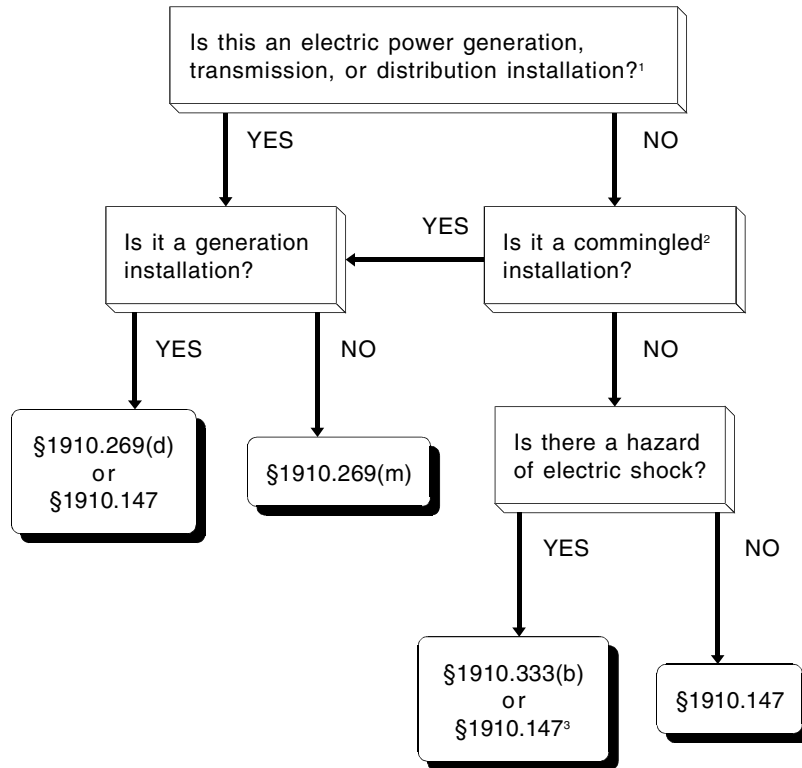 Is this an electric power generation,
transmission, or distribution installation?¹
YES
NO
Is it a generation
installation?
YES
Is it a commingled²
installation?
YES
NO
NO
§1910.269(d)
or
§1910.147
§1910.269(m)
Is there a hazard
of electric shock?
YES
NO
§1910.333(b)
or
§1910.147³
§1910.147